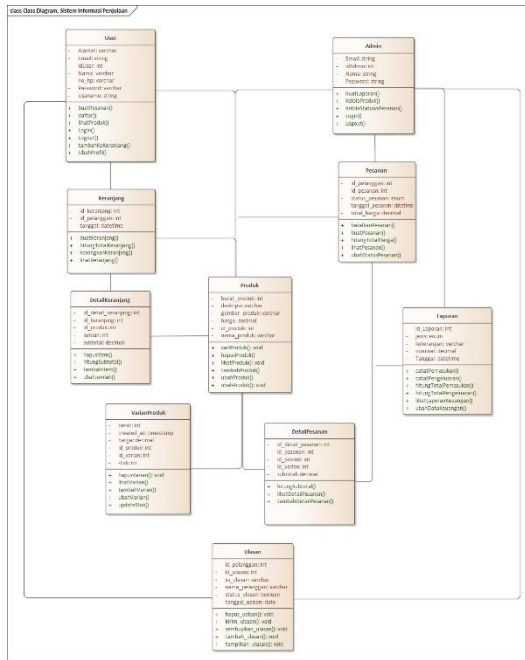 class Class Diagram, Sistem Informasi Penjualan
User
- Alamat: varchar
- Email: string
- idUser: int
- Nama: varchar
- no_hp: varchar
- Password: varchar
- Username: string
+ buatPesanan()
+ daftar()
+ lihatProduk()
+ Login()
+ Logout()
+ tambahKeKeranjang()
+ ubahProfil()
Admin
- Email: string
- idAdmin: int
- Nama: string
- Password: string
+ buatLaporan()
+ KelolaProduk()
+ KelolaStatusPesanan()
+ Login()
+ Logout()
Keranjang
- id_keranjang: int
- id_pelanggan: int
- tanggal: datetime
+ buatKeranjang()
+ hitungTotalKeranjang()
+ kosongkanKeranjang()
+ lihatKeranjang()
Pesanan
- id_pelanggan: int
- id_pesanan: int
- status_pesanan: enum
- tanggal_pesanan: datetime
- total_harga: decimal
+ batalkanPesanan()
+ buatPesanan()
+ hitungTotalHarga()
+ lihatPesanan()
+ ubahStatusPesanan()
DetailKeranjang
- id_detail_keranjang: int
- id_keranjang: int
- id_produk: int
- jumlah: int
- subtotal: decimal
+ hapusItem()
+ hitungSubtotal()
+ tambahItem()
+ ubahJumlah()
Produk
- berat_produk: int
- deskripsi: varchar
- gambar_produk: varchar
- harga: decimal
- id_produk: int
- nama_produk: varchar
+ cariProduk(): void
+ hapusProduk()
+ lihatProduk(): void
+ tambahProduk()
+ ubahProduk()
+ ubahProduk(): void
Laporan
- id_Laporan: int
- jenis: enum
- keterangan: varchar
- nominal: decimal
- Tanggal: datetime
+ catatPemasukan()
+ catatPengeluaran()
+ hitungTotalPemasukan()
+ hitungTotalPengeluaran()
+ lihatLaporanKeuangan()
+ ubahDataKeuangan()
VarianProduk
- berat: int
- created_at: timestamp
- harga: decimal
- id_produk: int
- id_varian: int
- stok: int
+ hapusVarian(): void
+ lihatVarian()
+ tambahVarian()
- ubahVarian()
+ updateStok()
DetailPesanan
- id_detail_pesanan: int
- id_pesanan: int
- id_produk: int
- id_varian: int
- subtotal: decimal
+ hitungSubtotal()
+ lihatDetailPesanan()
+ tambahDetailPesanan()
Ulasan
- id_pelanggan: int
- id_ulasan: int
- isi_ulasan: varchar
- nama_pelanggan: varchar
- status_ulasan: boolean
- tanggal_ulasan: date
+ hapus_ulasan(): void
+ kirim_ulasan(): void
+ sembunyikan_ulasan(): void
+ tambah_ulasan(): void
+ tampilkan_ulasan(): void